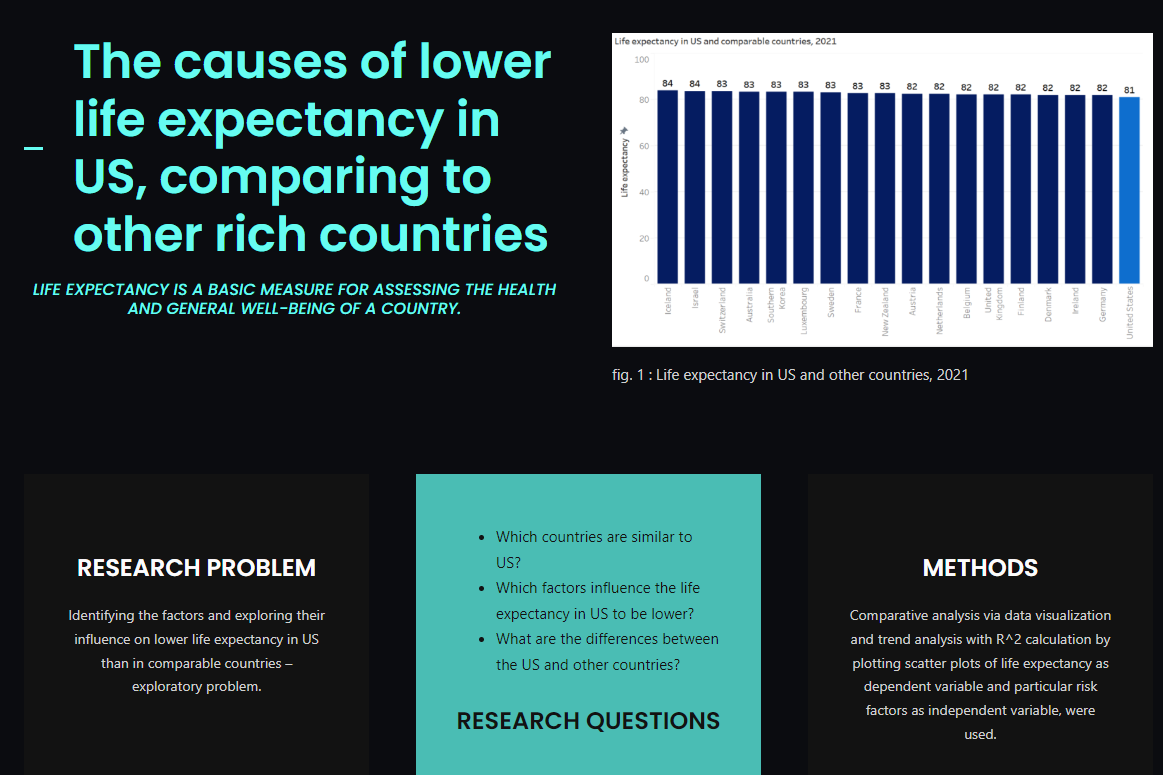 The causes of lower
life expectancy in
US, comparing to
other rich countries
LIFE EXPECTANCY IS A BASIC MEASURE FOR ASSESSING THE HEALTH
AND GENERAL WELL-BEING OF A COUNTRY.
Life expectancy in US and comparable countries, 2021
Life expectancy
100
80
60
40
20
0
84 84 83 83 83 83 83 83 83 82 82 82 82 82 82 82 82 81
Iceland
Israel
Switzerland
Australia
Southern
Korea
Luxembourg
Sweden
France
New Zealand
Austria
Netherlands
Belgium
United
Kingdom
Finland
Denmark
Ireland
Germany
United States
fig. 1 : Life expectancy in US and other countries, 2021
RESEARCH PROBLEM
Identifying the factors and exploring their
influence on lower life expectancy in US
than in comparable countries –
exploratory problem.
• Which countries are similar to
US?
• Which factors influence the life
expectancy in US to be lower?
• What are the differences between
the US and other countries?
RESEARCH QUESTIONS
METHODS
Comparative analysis via data visualization
and trend analysis with R^2 calculation by
plotting scatter plots of life expectancy as
dependent variable and particular risk
factors as independent variable, were
used.